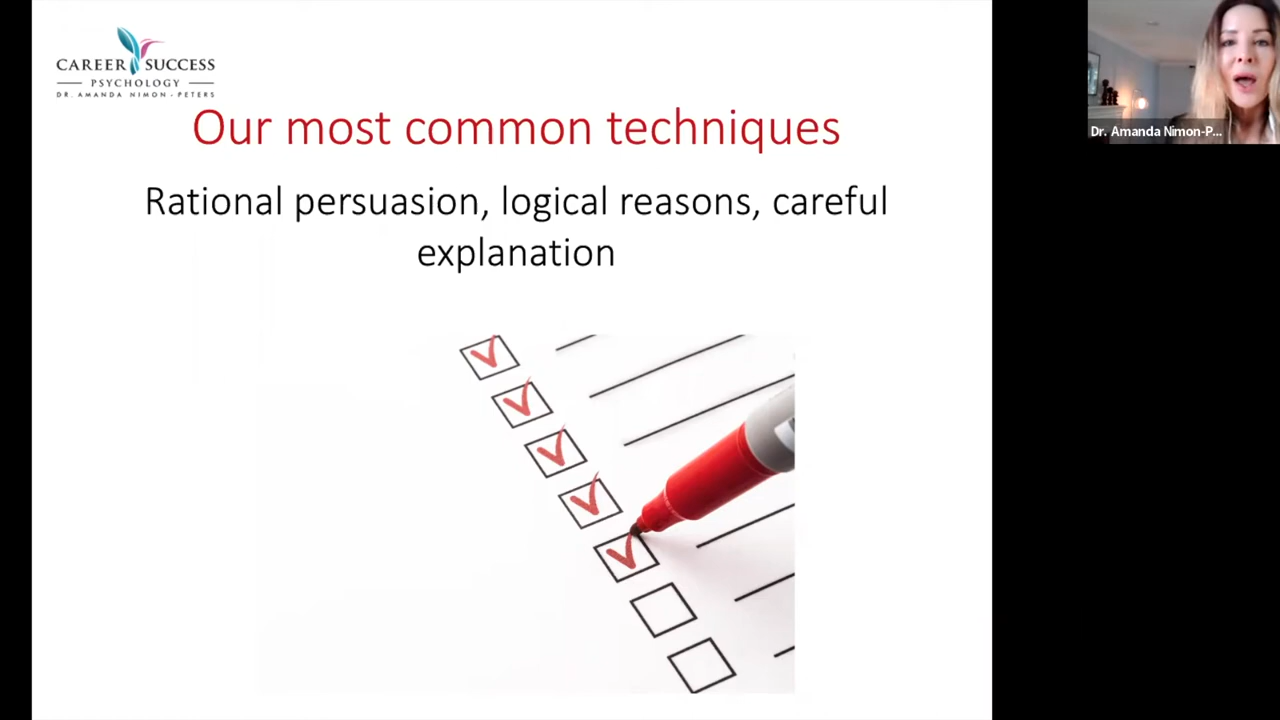 CAREER SUCCESS
PSYCHOLOGY
DR. AMANDA NIMON-PETERS
Our most common techniques
Rational persuasion, logical reasons, careful
explanation
Dr. Amanda Nimon-P...